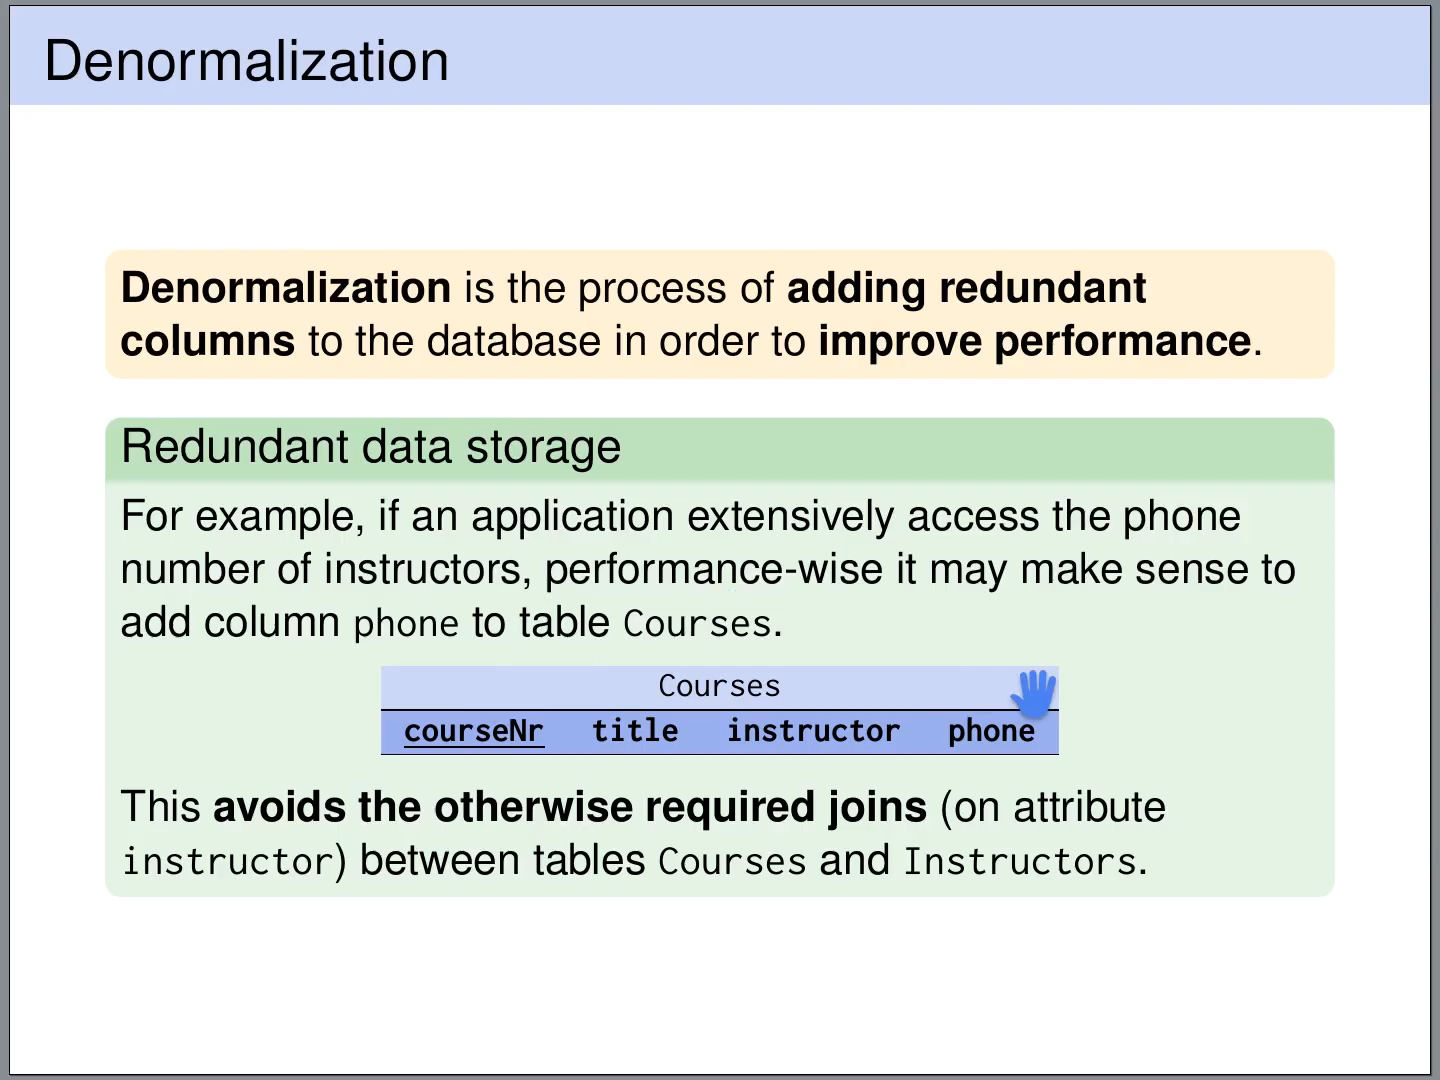 Denormalization
Denormalization is the process of adding redundant
columns to the database in order to improve performance.
Redundant data storage
For example, if an application extensively access the phone
number of instructors, performance-wise it may make sense to
add column phone to table Courses.
Courses
courseNr title instructor phone
This avoids the otherwise required joins (on attribute
instructor) between tables Courses and Instructors.